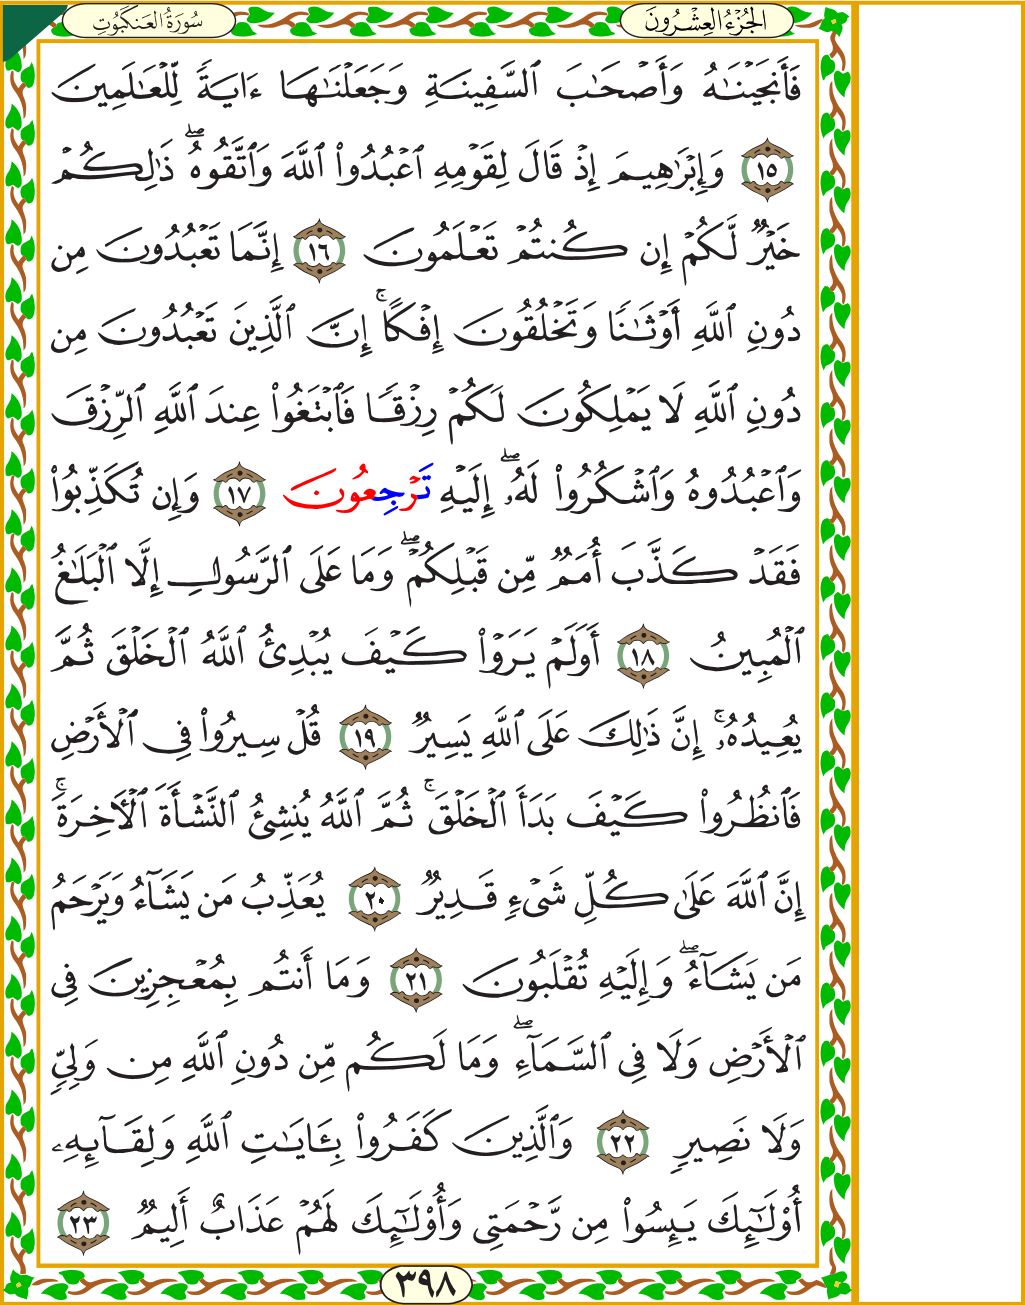 الجُزْءُ العِشْرُونَ
سُورَةُ العَنكَبُوتِ
فَأَنجَيۡنَٰهُ وَأَصۡحَٰبَ ٱلسَّفِينَةِ وَجَعَلۡنَٰهَآ ءَايَةٗ لِّلۡعَٰلَمِينَ
١٥ وَإِبۡرَٰهِيمَ إِذۡ قَالَ لِقَوۡمِهِ ٱعۡبُدُواْ ٱللَّهَ وَٱتَّقُوهُۖ ذَٰلِكُمۡ
خَيۡرٞ لَّكُمۡ إِن كُنتُمۡ تَعۡلَمُونَ ١٦ إِنَّمَا تَعۡبُدُونَ مِن
دُونِ ٱللَّهِ أَوۡثَٰنٗا وَتَخۡلُقُونَ إِفۡكًاۚ إِنَّ ٱلَّذِينَ تَعۡبُدُونَ مِن
دُونِ ٱللَّهِ لَا يَمۡلِكُونَ لَكُمۡ رِزۡقٗا فَٱبۡتَغُواْ عِندَ ٱللَّهِ ٱلرِّزۡقَ
وَٱعۡبُدُوهُ وَٱشۡكُرُواْ لَهُۥٓۖ إِلَيۡهِ تَرۡجِعُونَ ١٧ وَإِن تُكَذِّبُواْ
فَقَدۡ كَذَّبَ أُمَمٞ مِّن قَبۡلِكُمۡۖ وَمَا عَلَى ٱلرَّسُولِ إِلَّا ٱلۡبَلَٰغُ
ٱلۡمُبِينُ ١٨ أَوَلَمۡ يَرَوۡاْ كَيۡفَ يُبۡدِئُ ٱللَّهُ ٱلۡخَلۡقَ ثُمَّ
يُعِيدُهُۥٓۚ إِنَّ ذَٰلِكَ عَلَى ٱللَّهِ يَسِيرٞ ١٩ قُلۡ سِيرُواْ فِي ٱلۡأَرۡضِ
فَٱنظُرُواْ كَيۡفَ بَدَأَ ٱلۡخَلۡقَۚ ثُمَّ ٱللَّهُ يُنشِئُ ٱلنَّشۡأَةَ ٱلۡأٓخِرَةَۚ
إِنَّ ٱللَّهَ عَلَىٰ كُلِّ شَيۡءٖ قَدِيرٞ ٢٠ يُعَذِّبُ مَن يَشَآءُ وَيَرۡحَمُ
مَن يَشَآءُۖ وَإِلَيۡهِ تُقۡلَبُونَ ٢١ وَمَآ أَنتُم بِمُعۡجِزِينَ فِي
ٱلۡأَرۡضِ وَلَا فِي ٱلسَّمَآءِۖ وَمَا لَكُم مِّن دُونِ ٱللَّهِ مِن وَلِيّٖ
وَلَا نَصِيرٖ ٢٢ وَٱلَّذِينَ كَفَرُواْ بِـَٔايَٰتِ ٱللَّهِ وَلِقَآئِهِۦٓ
أُوْلَٰٓئِكَ يَئِسُواْ مِن رَّحۡمَتِي وَأُوْلَٰٓئِكَ لَهُمۡ عَذَابٌ أَلِيمٞ ٢٣
٣٩٨